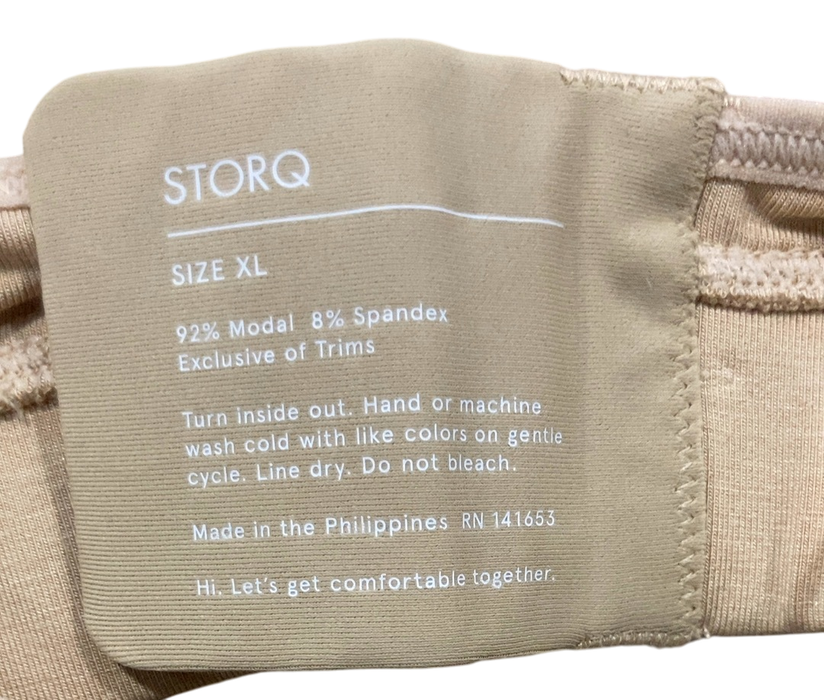 STORQ
SIZE XL
92% Modal 8% Spandex
Exclusive of Trims
Turn inside out. Hand or machine
wash cold with like colors on gentle
cycle. Line dry. Do not bleach.
Made in the Philippines RN 141653
Hi. Let's get comfortable together.